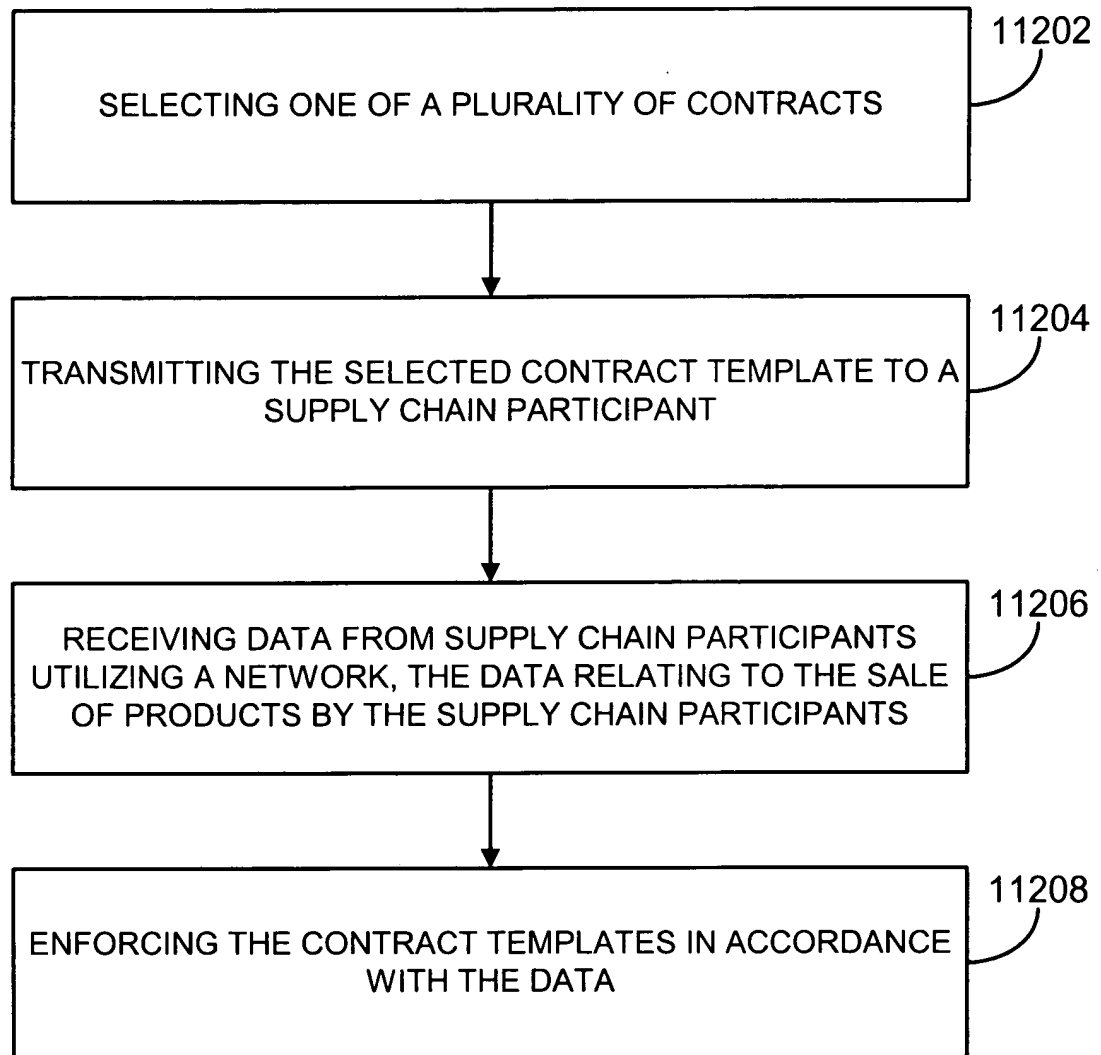 11202
SELECTING ONE OF A PLURALITY OF CONTRACTS
11204
TRANSMITTING THE SELECTED CONTRACT TEMPLATE TO A
SUPPLY CHAIN PARTICIPANT
11206
RECEIVING DATA FROM SUPPLY CHAIN PARTICIPANTS
UTILIZING A NETWORK, THE DATA RELATING TO THE SALE
OF PRODUCTS BY THE SUPPLY CHAIN PARTICIPANTS
11208
ENFORCING THE CONTRACT TEMPLATES IN ACCORDANCE
WITH THE DATA